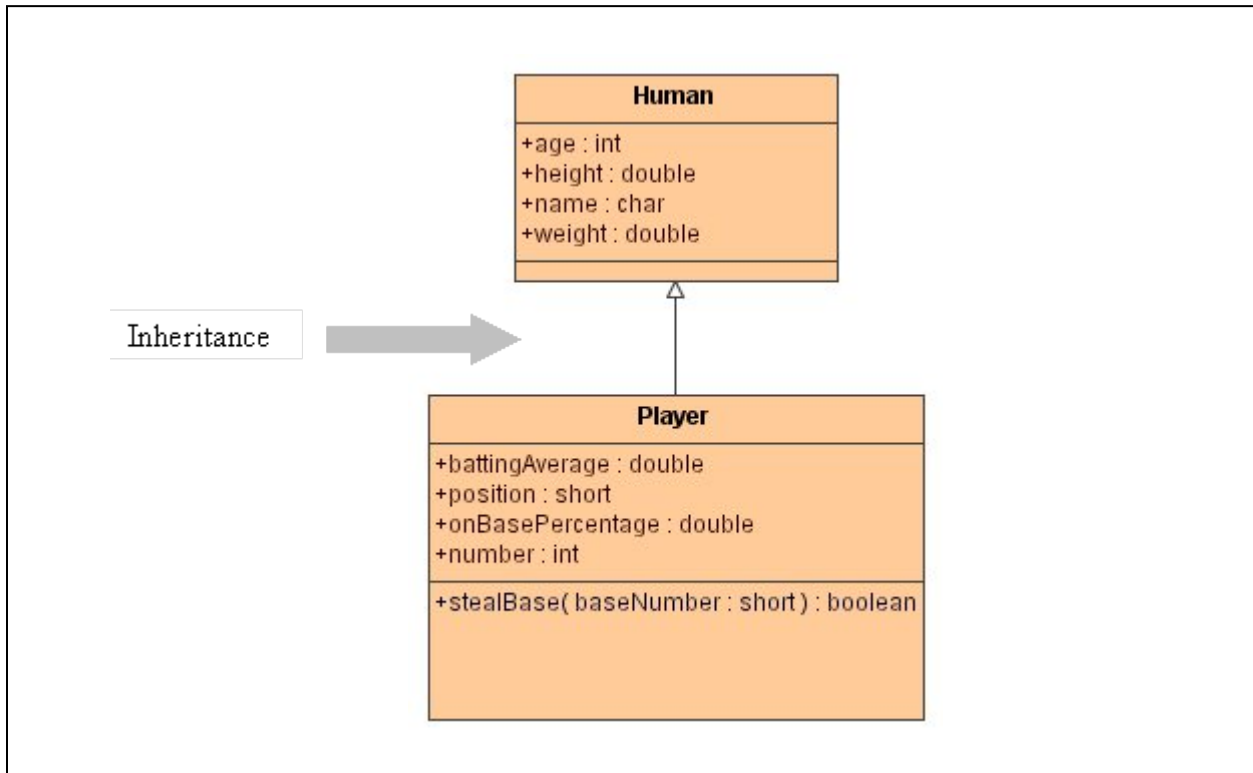 Human
+age : int
+height : double
+name : char
+weight : double
Inheritance
Player
+battingAverage : double
+position : short
+onBasePercentage : double
+number : int
+stealBase( baseNumber : short ) : boolean